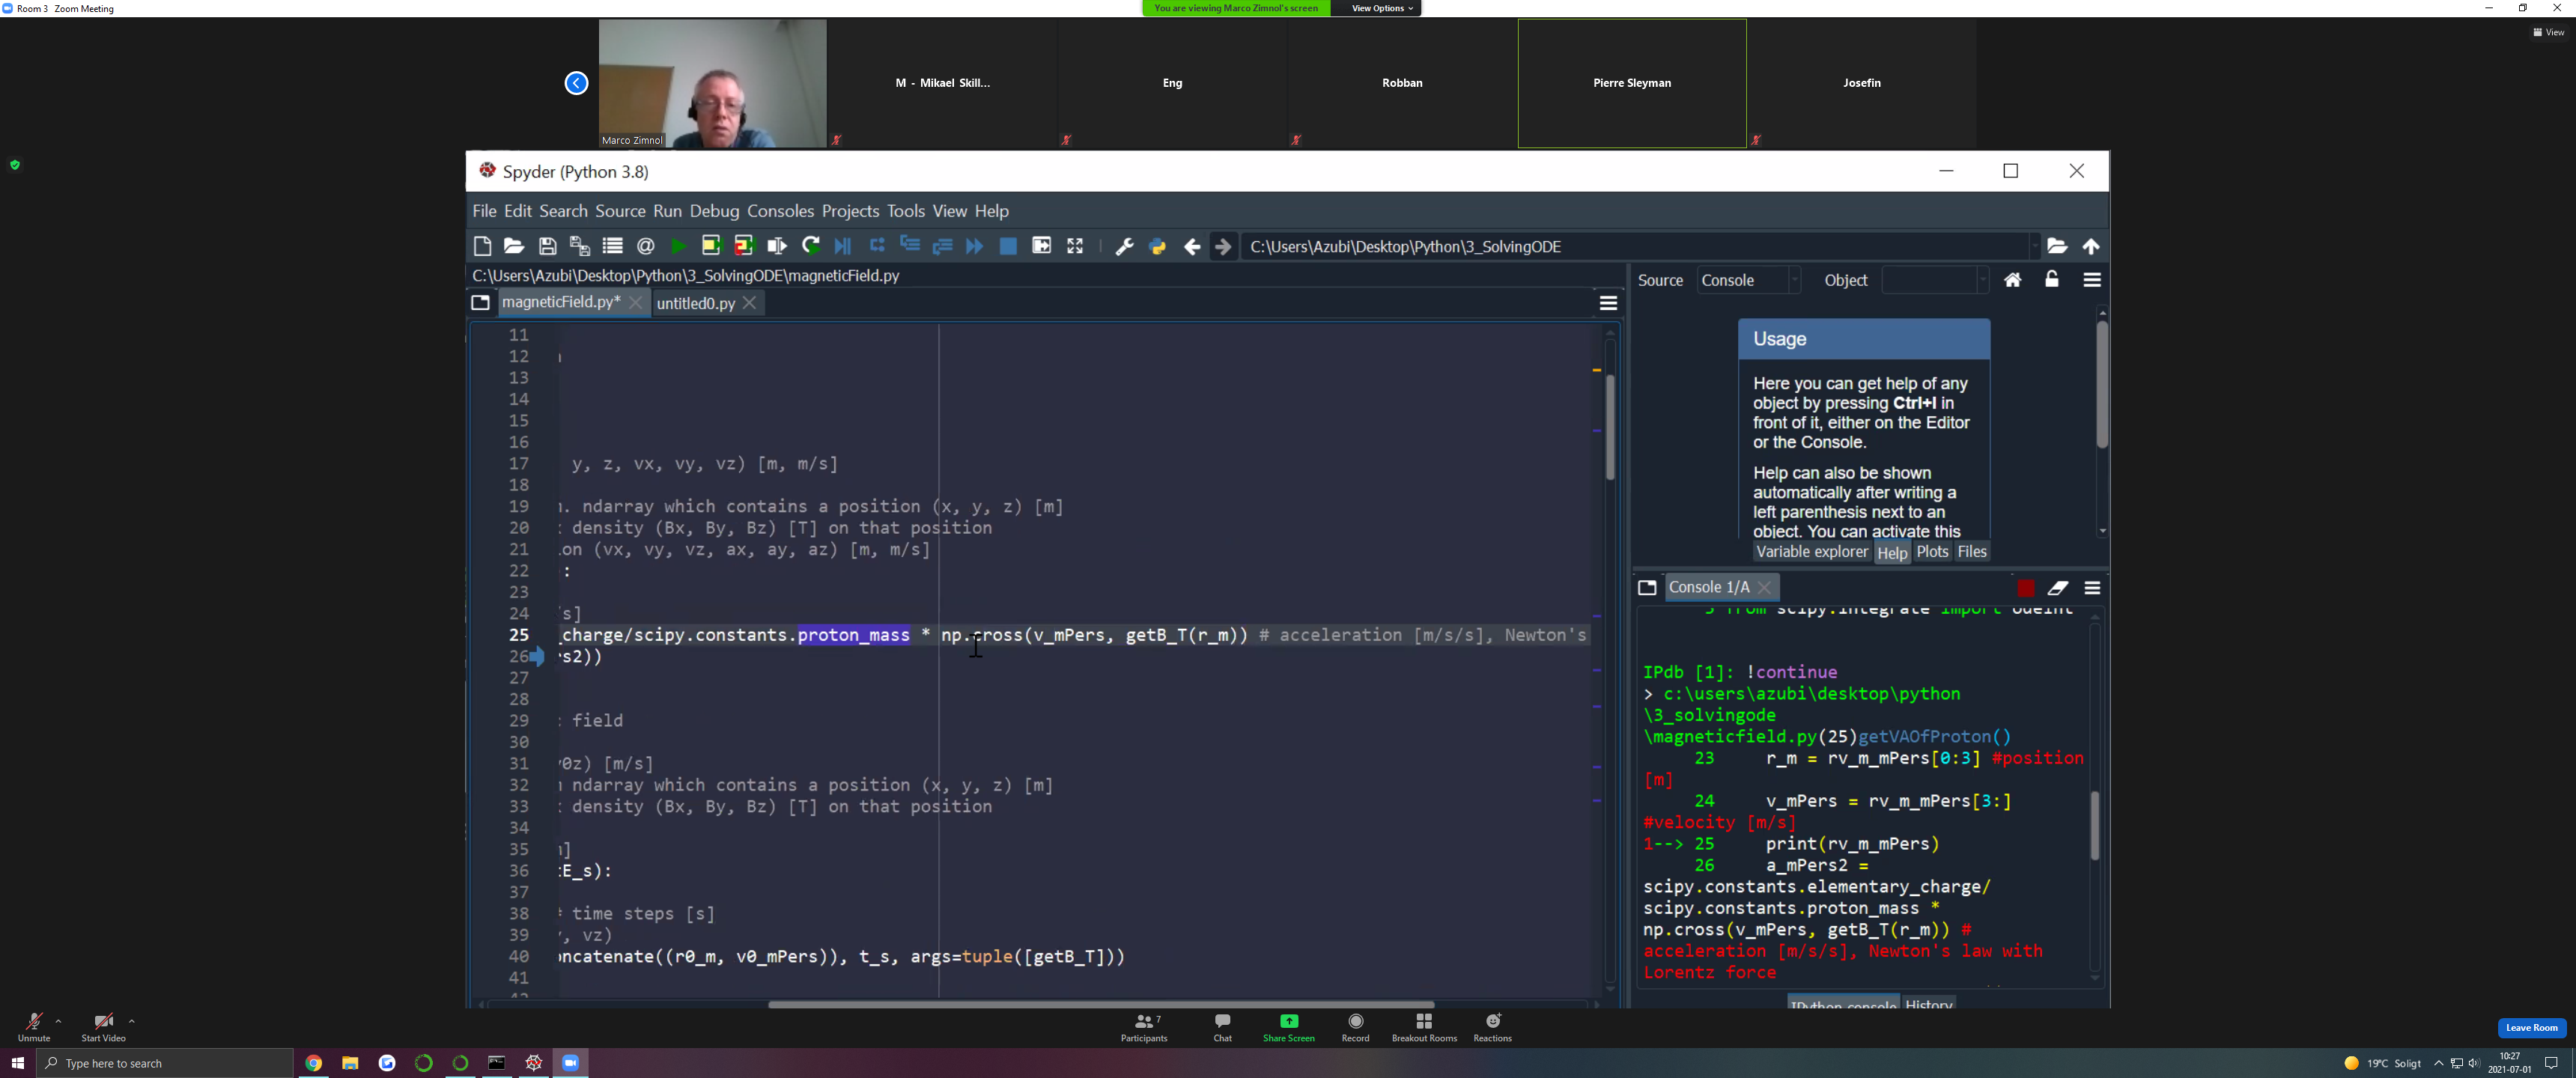 Room 3 Zoom Meeting
You are viewing Marco Zimnol's screen
View Options
View
Marco Zimnol
M - Mikael Skill...
Eng
Robban
Pierre Sleyman
Josefin
Spyder (Python 3.8)
File Edit Search Source Run Debug Consoles Projects Tools View Help
C:\Users\Azubi\Desktop\Python\3_SolvingODE
C:\Users\Azubi\Desktop\Python\3_SolvingODE\magneticField.py
magneticField.py*
untitled0.py
11
12
13
14
15
16
17 y, z, vx, vy, vz) [m, m/s]
18
19 . ndarray which contains a position (x, y, z) [m]
20 density (Bx, By, Bz) [T] on that position
21 on (vx, vy, vz, ax, ay, az) [m, m/s]
22 :
23
24 s]
25 _charge/scipy.constants.proton_mass * np.cross(v_mPers, getB_T(r_m)) # acceleration [m/s/s], Newton's
26 s2))
27
28
29 field
30
31 0z) [m/s]
32 ndarray which contains a position (x, y, z) [m]
33 density (Bx, By, Bz) [T] on that position
34
35 ]
36 E_s):
37
38 time steps [s]
39 , vz)
40 ncatenate((r0_m, v0_mPers)), t_s, args=tuple([getB_T]))
41
Source Console Object
Usage
Here you can get help of any
object by pressing Ctrl+I in
front of it, either on the Editor
or the Console.
Help can also be shown
automatically after writing a
left parenthesis next to an
object. You can activate this
Variable explorer Help Plots Files
Console 1/A
5 from scipy.integrate import odeint
IPdb [1]: !continue
> c:\users\azubi\desktop\python
\3_solvingode
\magneticfield.py(25)getVAOfProton()
23 r_m = rv_m_mPers[0:3] #position
[m]
24 v_mPers = rv_m_mPers[3:]
#velocity [m/s]
1--> 25 print(rv_m_mPers)
26 a_mPers2 =
scipy.constants.elementary_charge/
scipy.constants.proton_mass *
np.cross(v_mPers, getB_T(r_m)) #
acceleration [m/s/s], Newton's law with
Lorentz force
IPython console History
Unmute
Start Video
7
Participants
Chat
Share Screen
Record
Breakout Rooms
Reactions
Leave Room
Type here to search
19°C Soligt
10:27
2021-07-01